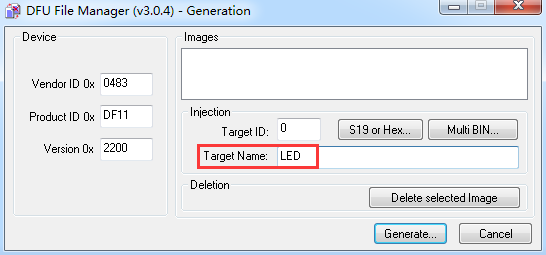 DFU File Manager (v3.0.4) - Generation
Device
Vendor ID 0x 0483
Product ID 0x DF11
Version 0x 2200
Images
Injection
Target ID: 0
S19 or Hex...
Multi BIN...
Target Name: LED
Deletion
Delete selected Image
Generate...
Cancel